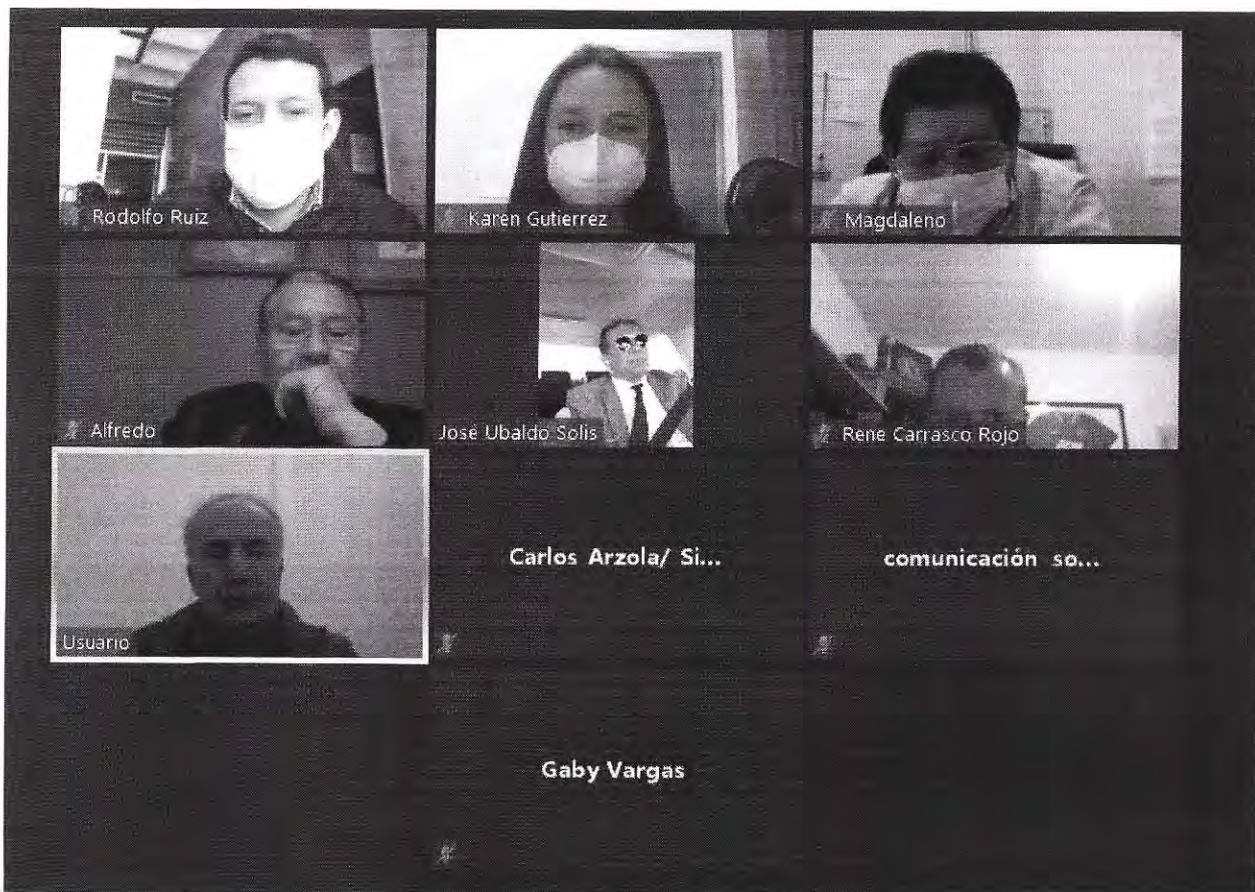 Rodolfo Ruiz
Karen Gutierrez
Magdaleno
Alfredo
José Ubaldo Solis
Rene Carrasco Rojo
Usuario
Carlos Arzola/ Si...
comunicación so...
Gaby Vargas